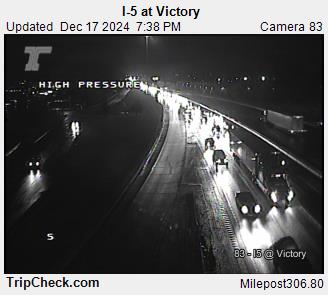 I-5 at Victory
Updated Dec 17 2024 7:38 PM Camera 83
T
HIGH PRESSURE
S
83 - I5 @ Victory
TripCheck.com Milepost306.80